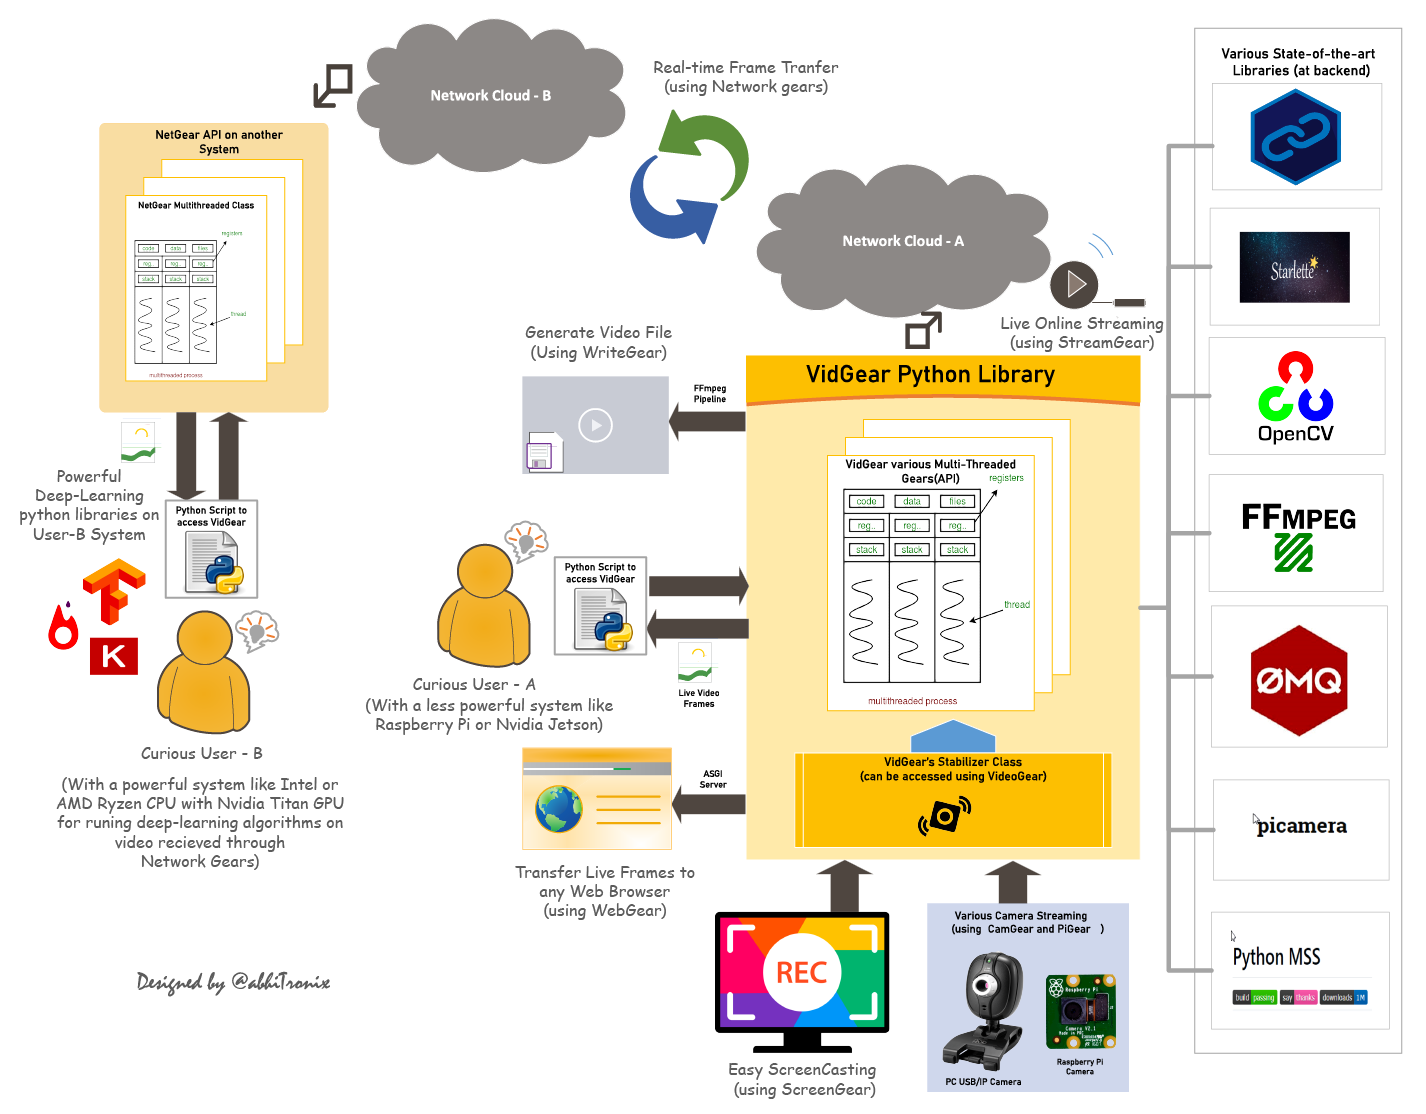 Network Cloud - B
Real-time Frame Tranfer
(using Network gears)
Various State-of-the-art
Libraries (at backend)
NetGear API on another
System
NetGear Multithreaded Class
registers
code data files
reg.. reg.. reg..
stack stack stack
thread
multithreaded process
Network Cloud - A
Starlette
Live Online Streaming
(using StreamGear)
Generate Video File
(Using WriteGear)
FFmpeg
Pipeline
VidGear Python Library
OpenCV
VidGear various Multi-Threaded
Gears(API)
registers
code data files
reg.. reg.. reg..
stack stack stack
thread
multithreaded process
FFMPEG
Powerful
Deep-Learning
python libraries on
User-B System
Python Script to
access VidGear
K
Python Script to
access VidGear
Live Video
Frames
ØMQ
Curious User - A
(With a less powerful system like
Raspberry Pi or Nvidia Jetson)
Curious User - B
(With a powerful system like Intel or
AMD Ryzen CPU with Nvidia Titan GPU
for runing deep-learning algorithms on
video recieved through
Network Gears)
ASGI
Server
VidGear's Stabilizer Class
(can be accessed using VideoGear)
picamera
Transfer Live Frames to
any Web Browser
(using WebGear)
Various Camera Streaming
(using CamGear and PiGear )
REC
Python MSS
build passing say thanks downloads 1M
Raspberry Pi
Camera V2.1
Designed by @abhiTronix
PC USB/IP Camera
Raspberry Pi
Camera
Easy ScreenCasting
(using ScreenGear)